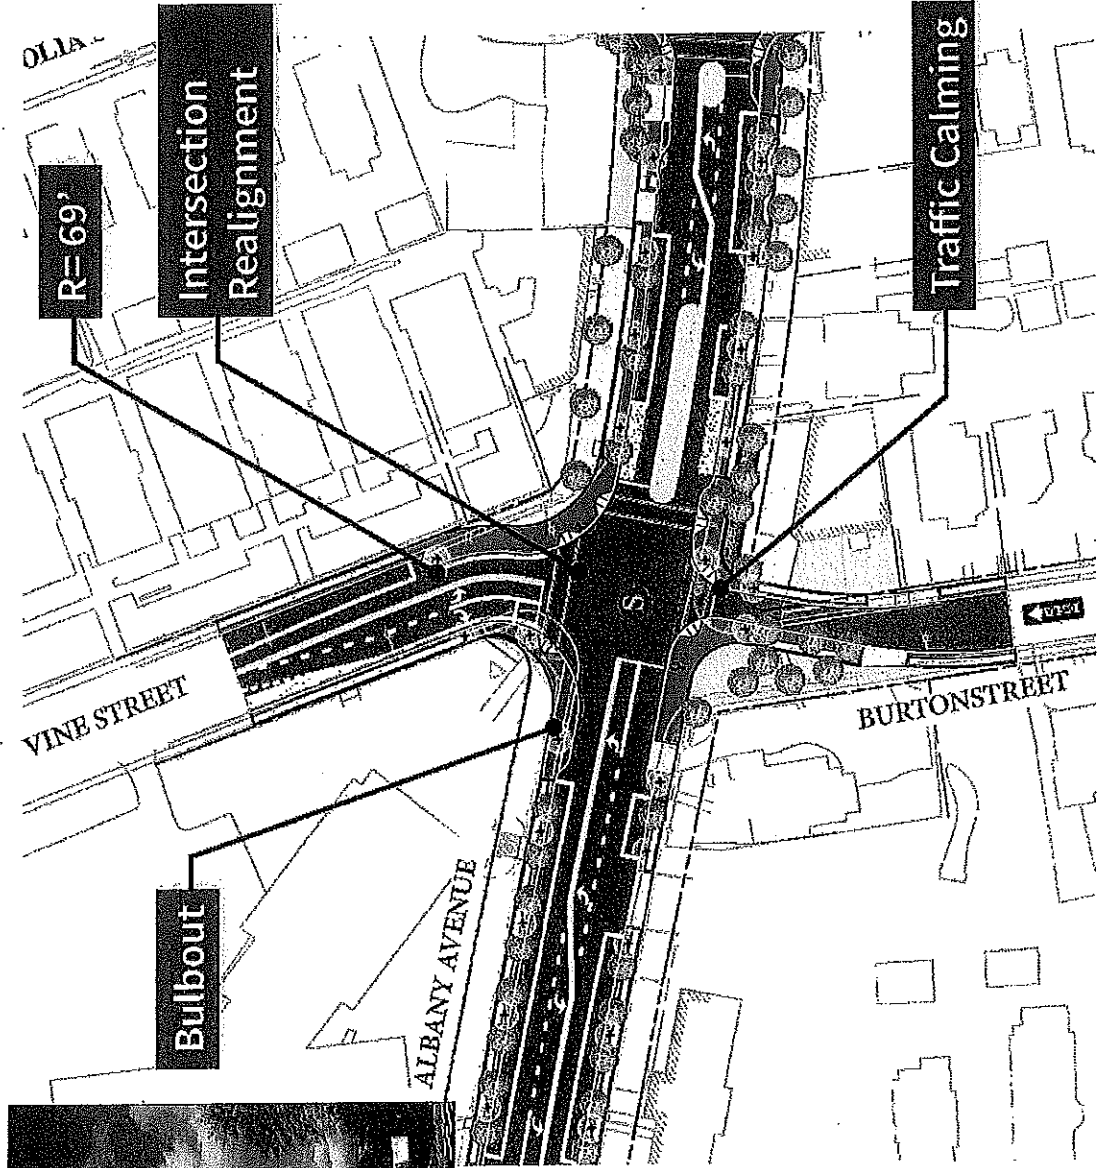 R= 69'
Intersection
Realignment
Bulbout
Traffic Calming
VINE STREET
ALBANY AVENUE
BURTONSTREET
S